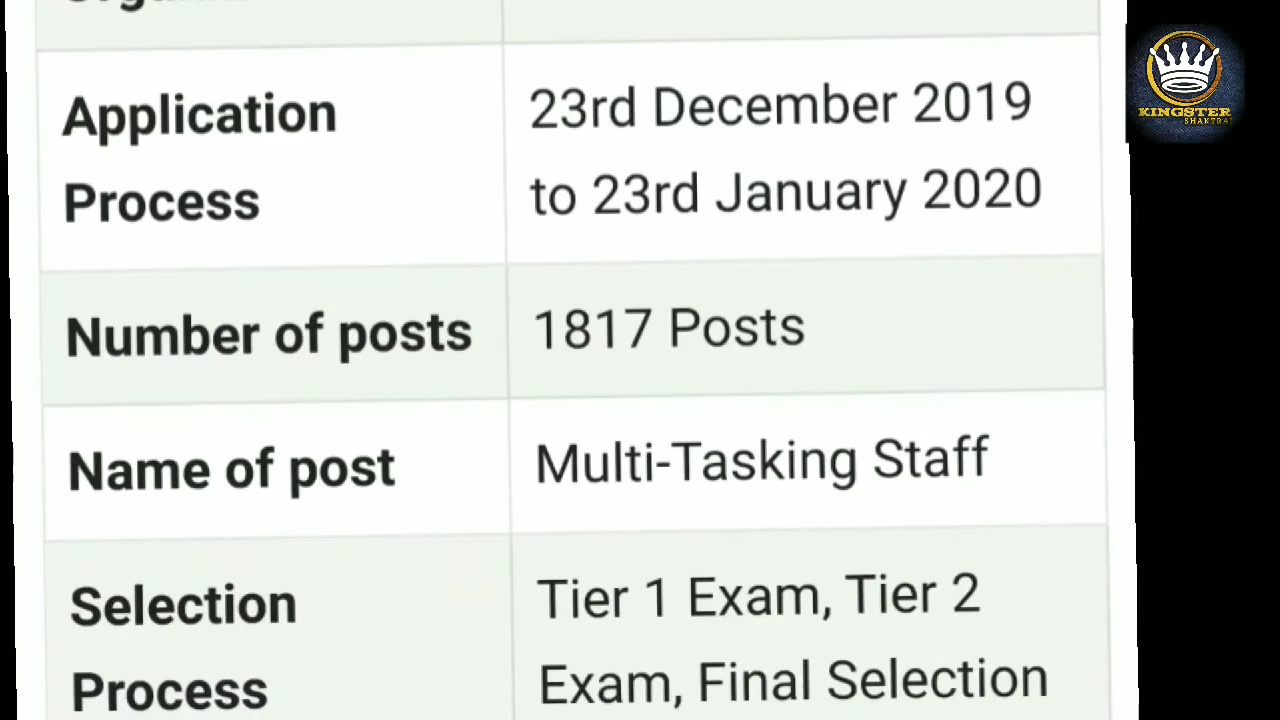 Application 23rd December 2019
Process to 23rd January 2020
Number of posts 1817 Posts
Name of post Multi-Tasking Staff
Selection Tier 1 Exam, Tier 2
Process Exam, Final Selection
KINGSTER